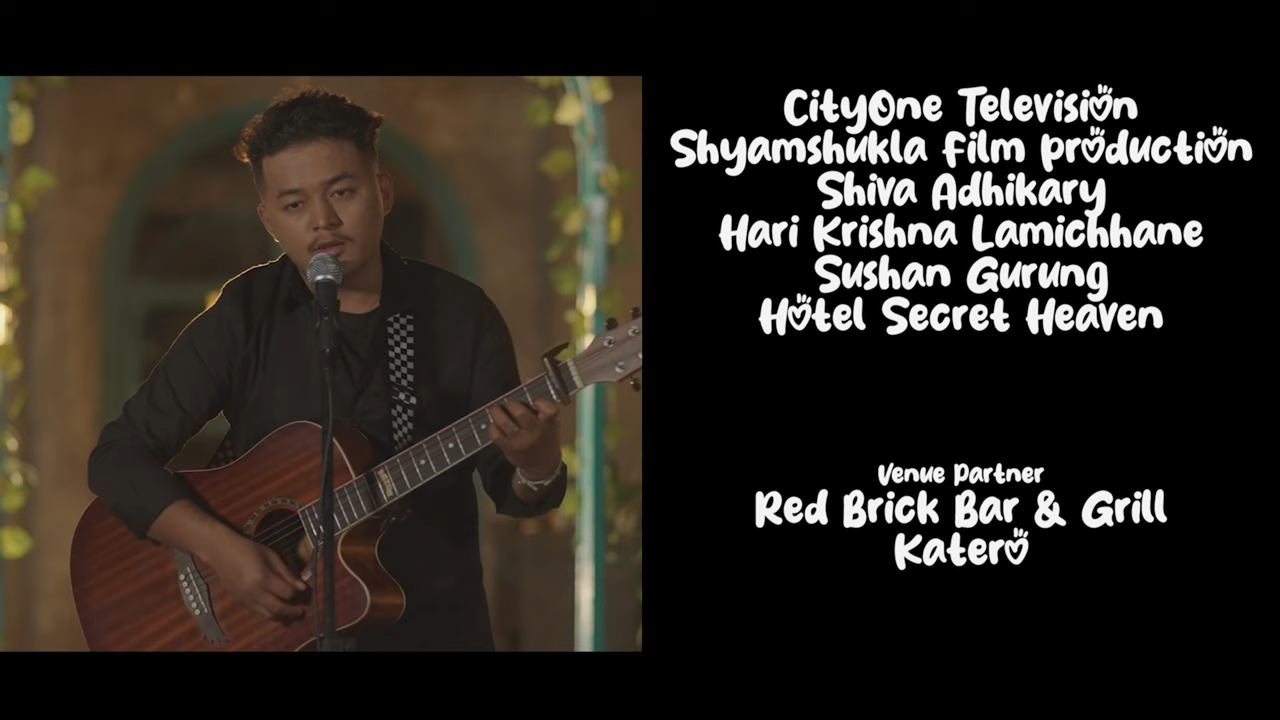 CityOne Television
Shyamshukla film production
Shiva Adhikary
Hari Krishna Lamichhane
Sushan Gurung
Hotel Secret Heaven
Venue Partner
Red Brick Bar & Grill
Katero